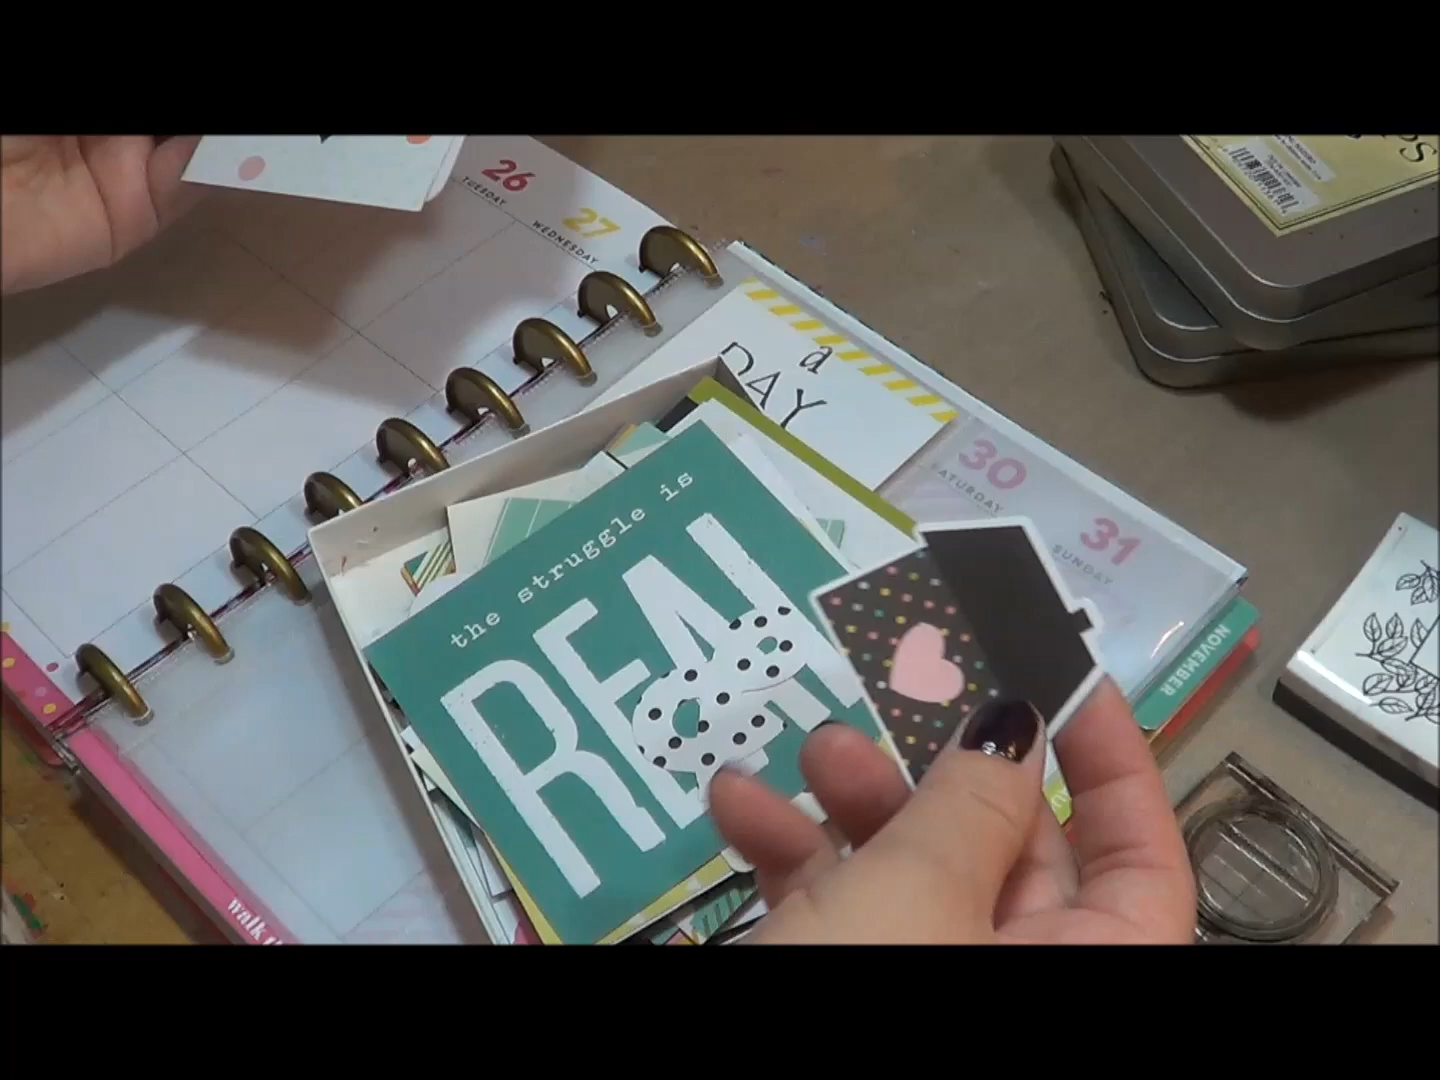 26
TUESDAY
27
WEDNESDAY
a
DAY
30
SATURDAY
31
SUNDAY
the struggle is
REAL
&
NOVEMBER
walk